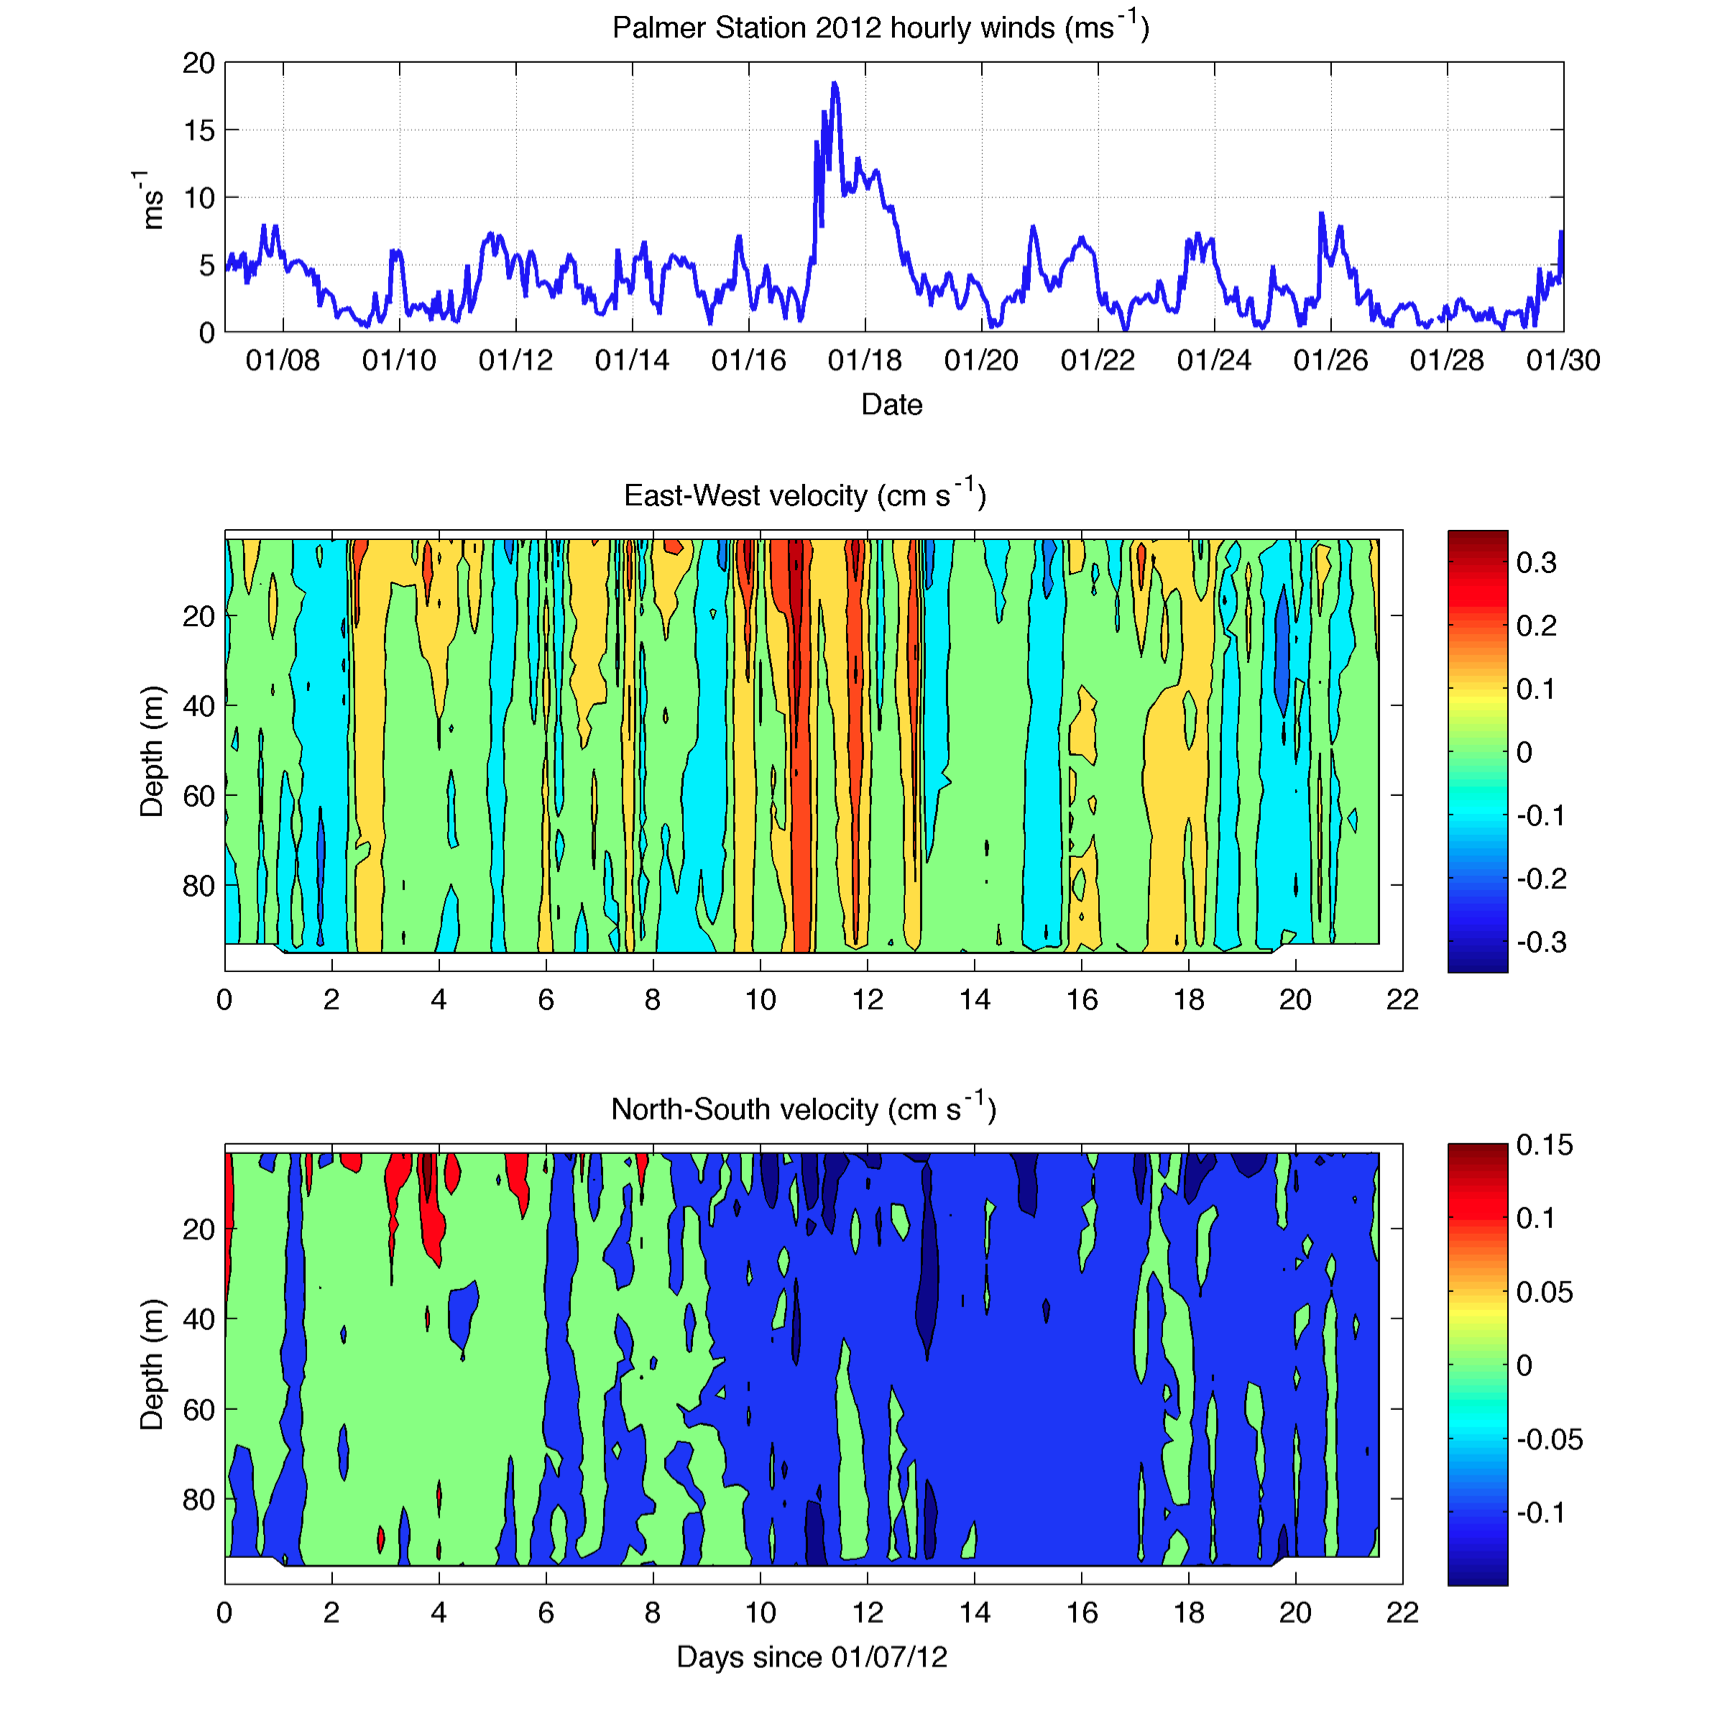 Palmer Station 2012 hourly winds (ms-1)
20
15
10
5
0
ms-1
01/08 01/10 01/12 01/14 01/16 01/18 01/20 01/22 01/24 01/26 01/28 01/30
Date
East-West velocity (cm s-1)
20
40
60
80
Depth (m)
0 2 4 6 8 10 12 14 16 18 20 22
0.3
0.2
0.1
0
-0.1
-0.2
-0.3
North-South velocity (cm s-1)
20
40
60
80
Depth (m)
0 2 4 6 8 10 12 14 16 18 20 22
Days since 01/07/12
0.15
0.1
0.05
0
-0.05
-0.1